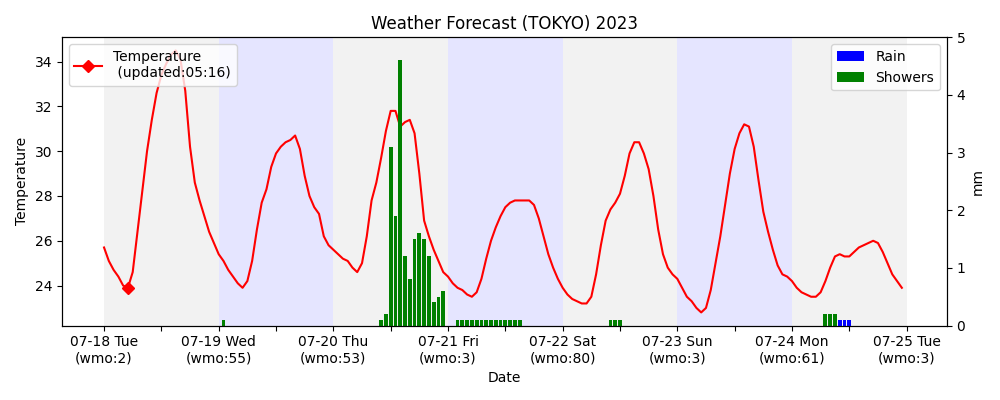 Weather Forecast (TOKYO) 2023
Temperature
(updated:05:16)
Rain
Showers
34
32
30
28
26
24
Temperature
5
4
3
2
1
0
mm
07-18 Tue
(wmo:2)
07-19 Wed
(wmo:55)
07-20 Thu
(wmo:53)
07-21 Fri
(wmo:3)
07-22 Sat
(wmo:80)
07-23 Sun
(wmo:3)
07-24 Mon
(wmo:61)
07-25 Tue
(wmo:3)
Date